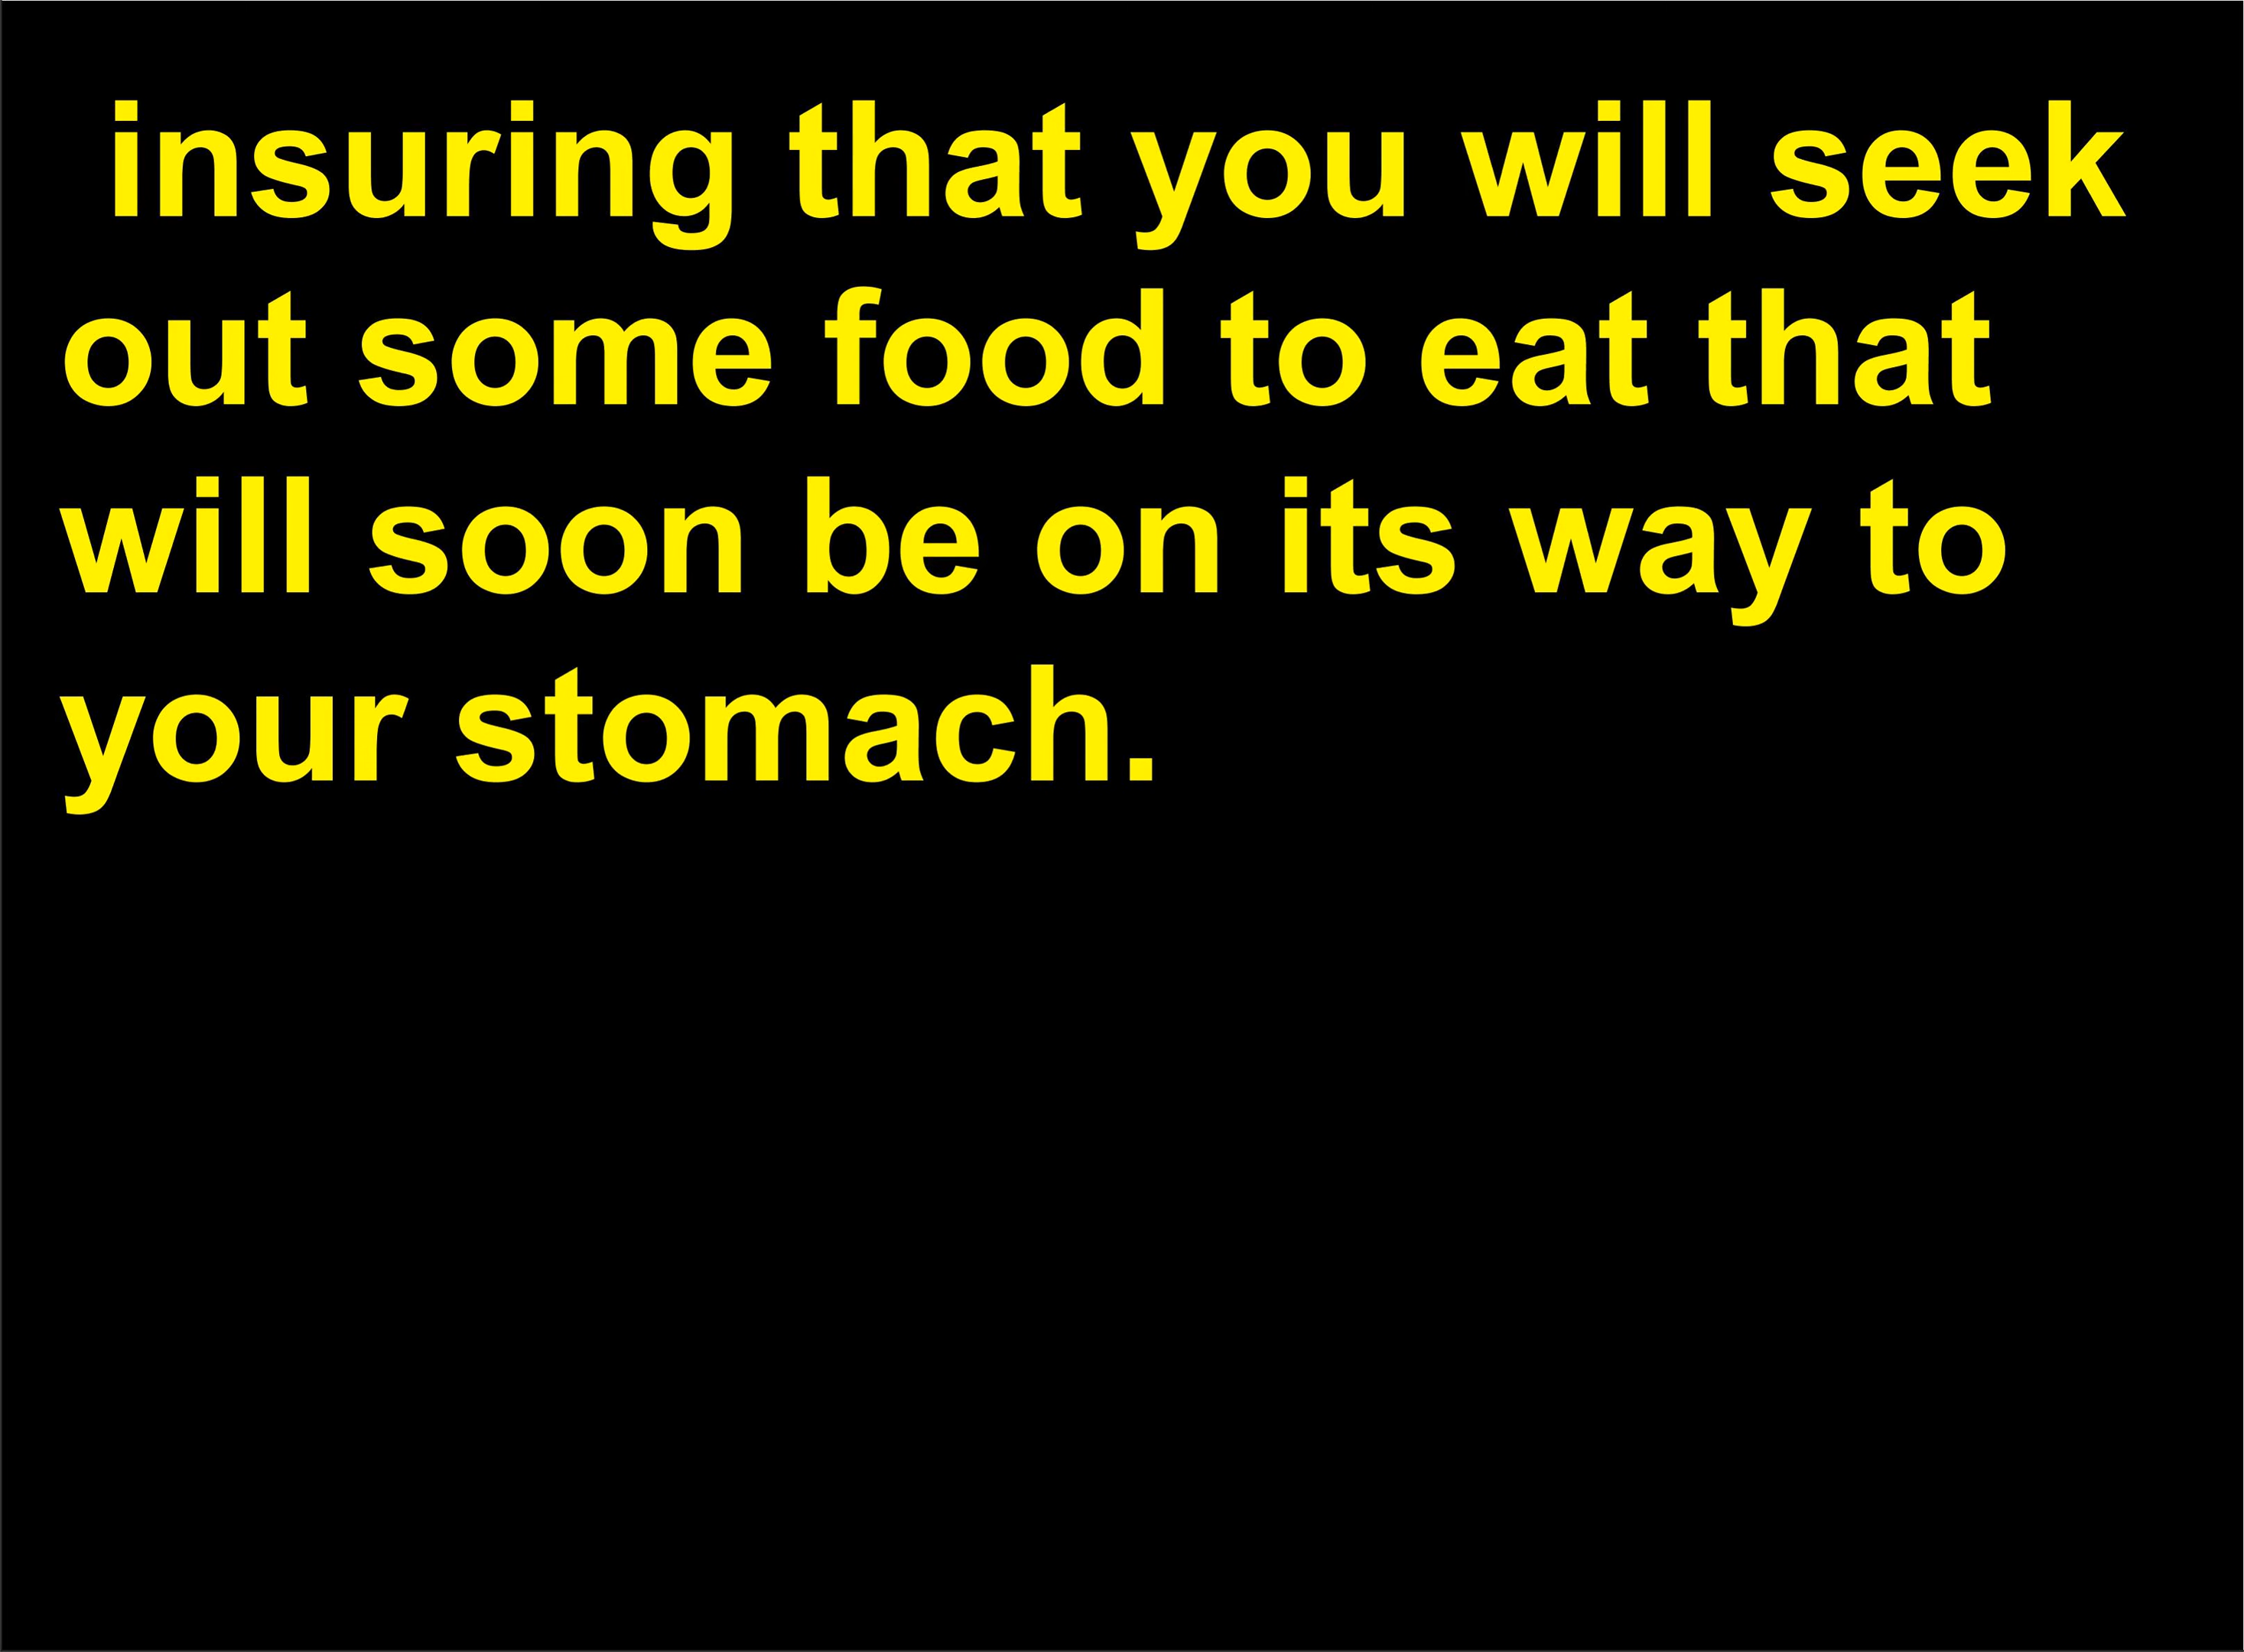 insuring that you will seek
out some food to eat that
will soon be on its way to
your stomach.